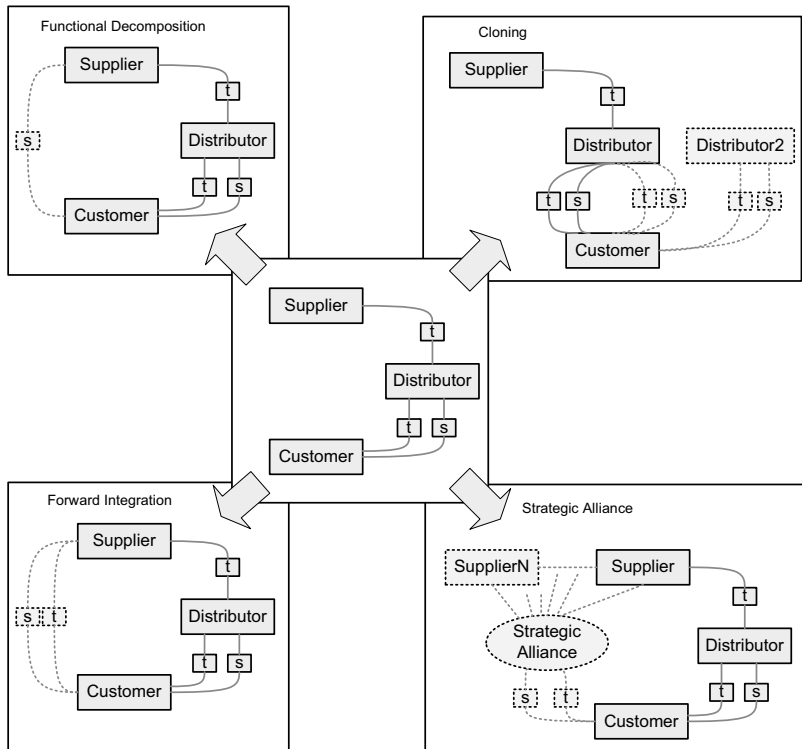 Functional Decomposition
Supplier
t
s
Distributor
t
s
Customer
Cloning
Supplier
t
Distributor
Distributor2
t
s
t
s
t
s
Customer
Supplier
t
Distributor
t
s
Customer
Forward Integration
Supplier
t
s
t
Distributor
t
s
Customer
Strategic Alliance
SupplierN
Supplier
t
Strategic
Alliance
Distributor
s
t
t
s
Customer